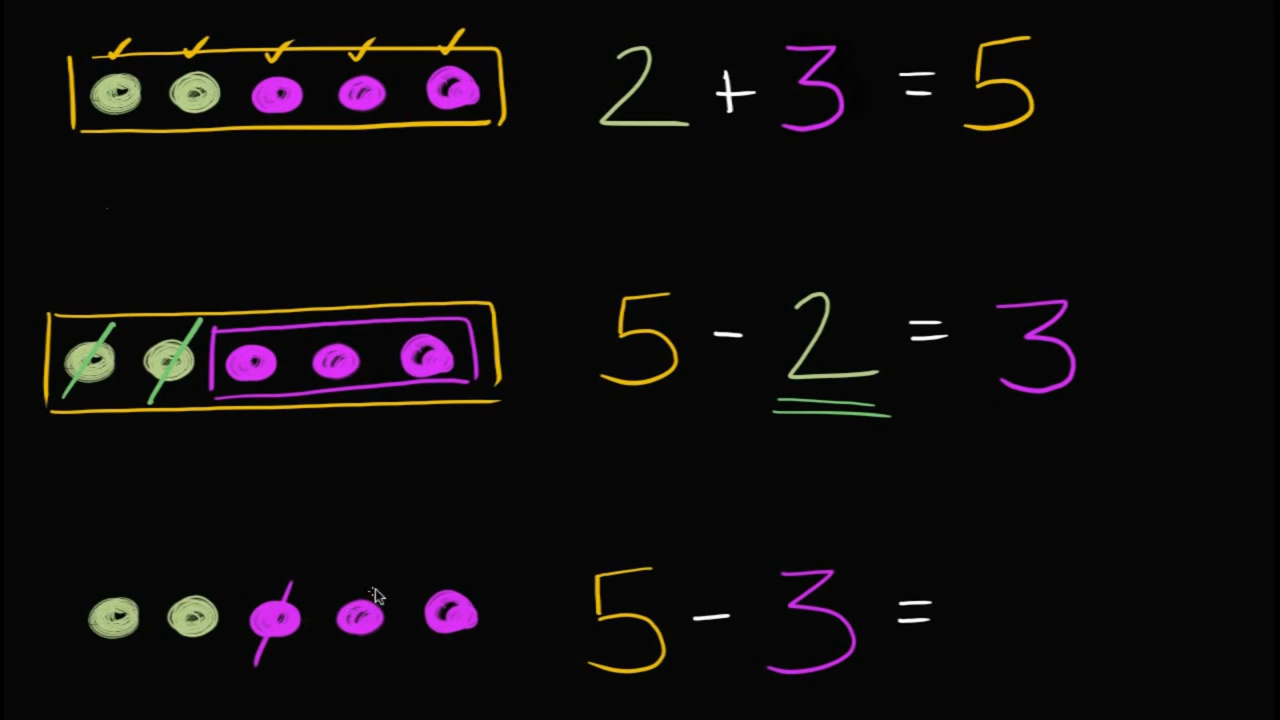 2 + 3 = 5
5 - 2 = 3
5 - 3 =